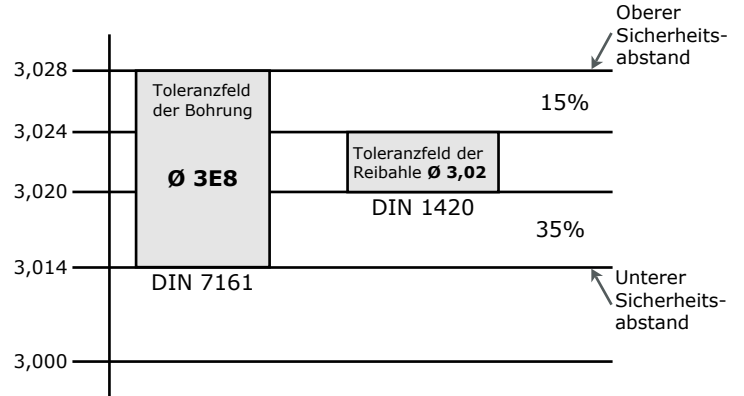 Oberer
Sicherheits-
abstand
3,028
Toleranzfeld
der Bohrung
15%
3,024
Toleranzfeld der
Reibahle Ø 3,02
Ø 3E8
3,020
DIN 1420
35%
3,014
DIN 7161
Unterer
Sicherheits-
abstand
3,000